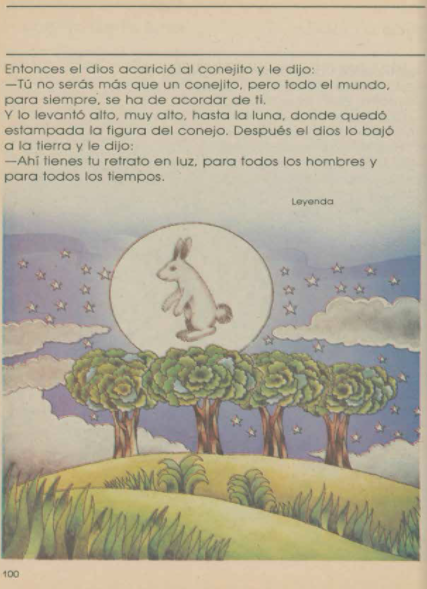 Entonces el dios acarició al conejito y le dijo:
—Tú no serás más que un conejito, pero todo el mundo,
para siempre, se ha de acordar de ti.
Y lo levantó alto, muy alto, hasta la luna, donde quedó
estampada la figura del conejo. Después el dios lo bajó
a la tierra y le dijo:
—Ahí tienes tu retrato en luz, para todos los hombres y
para todos los tiempos.
Leyenda
100